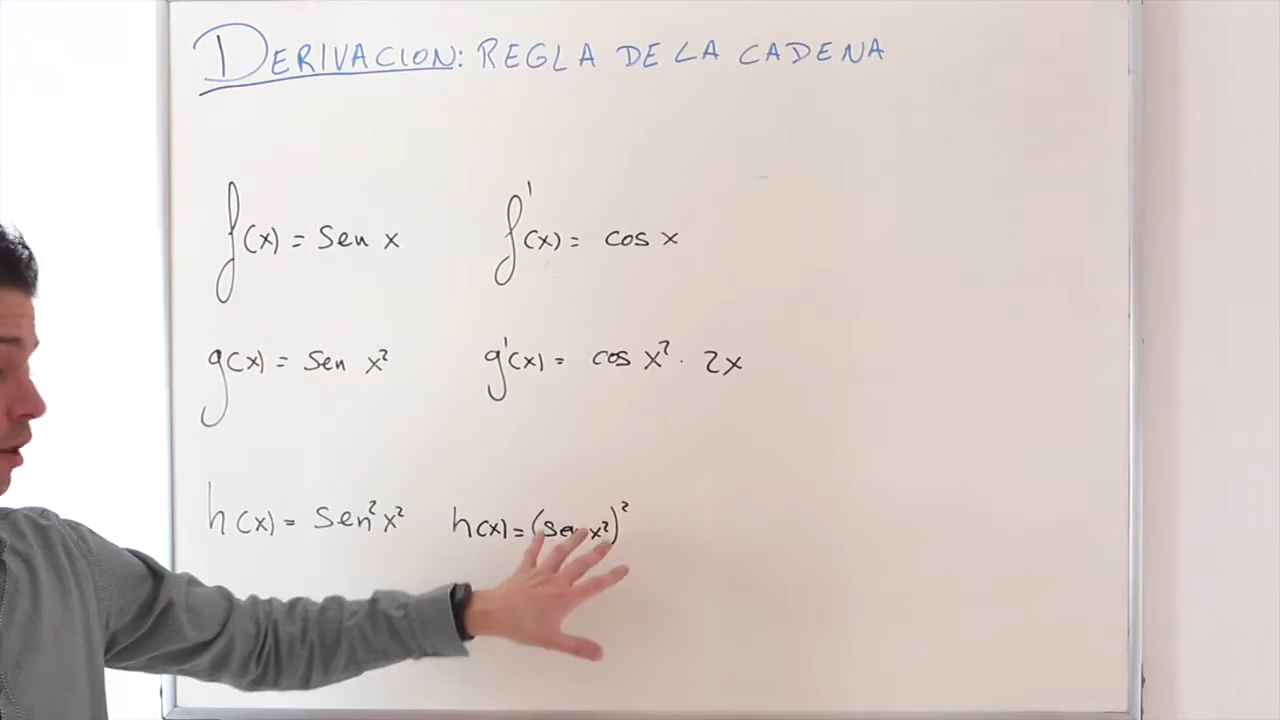 DERIVACION: REGLA DE LA CADENA
f(x) = sen x f'(x) = cos x
g(x) = sen x² g'(x) = cos x² · 2x
h(x) = sen² x² h(x) = (sen x²)²